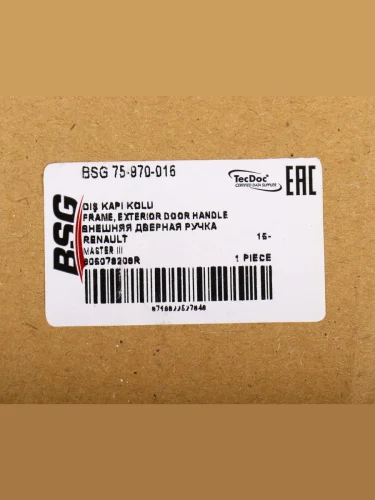 BSG 75-970-016
TecDoc
CERTIFIED DATA SUPPLIER
EAC
BSG
DIŞ KAPI KOLU
FRAME, EXTERIOR DOOR HANDLE
ВНЕШНЯЯ ДВЕРНАЯ РУЧКА
RENAULT 15-
MASTER III
1 PIECE